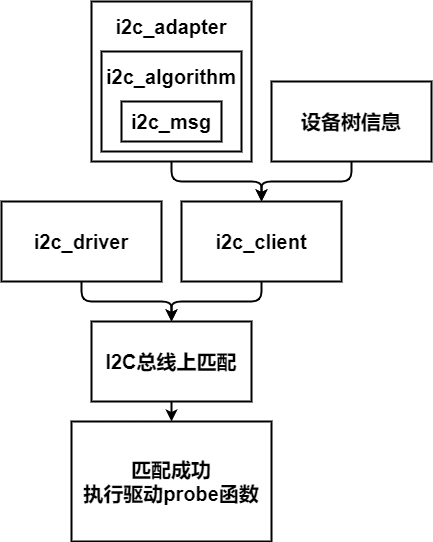 i2c_adapter
i2c_algorithm
i2c_msg
设备树信息
i2c_driver
i2c_client
I2C总线上匹配
匹配成功
执行驱动probe函数